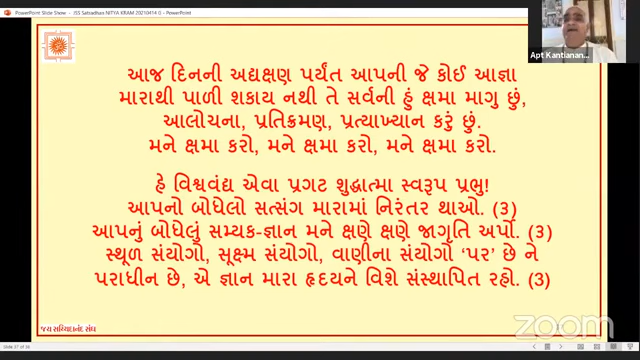 PowerPoint Slide Show - JSS Satsadhan NITYA KRAM 20210414 O - PowerPoint
Apt Kantianan...
આજ દિનની અદ્યક્ષણ પર્યંત આપની જે કોઈ આજ્ઞા
મારાથી પાળી શકાય નથી તે સર્વની હું ક્ષમા માગુ છું,
આલોચના, પ્રતિક્રમણ, પ્રત્યાખ્યાન કરું છું.
મને ક્ષમા કરો, મને ક્ષમા કરો, મને ક્ષમા કરો.
હે વિશ્વવંદ્ય એવા પ્રગટ શુદ્ધાત્મા સ્વરૂપ પ્રભુ!
આપનો બોધેલો સત્સંગ મારામાં નિરંતર થાઓ. (૩)
આપનું બોધેલું સમ્યક-જ્ઞાન મને ક્ષણે ક્ષણે જાગૃતિ અર્પો. (૩)
સ્થૂળ સંયોગો, સૂક્ષ્મ સંયોગો, વાણીના સંયોગો ‘પર’ છે ને
પરાધીન છે, એ જ્ઞાન મારા હૃદયને વિશે સંસ્થાપિત રહો. (3)
જય સચ્ચિદાનંદ સંઘ
zoom